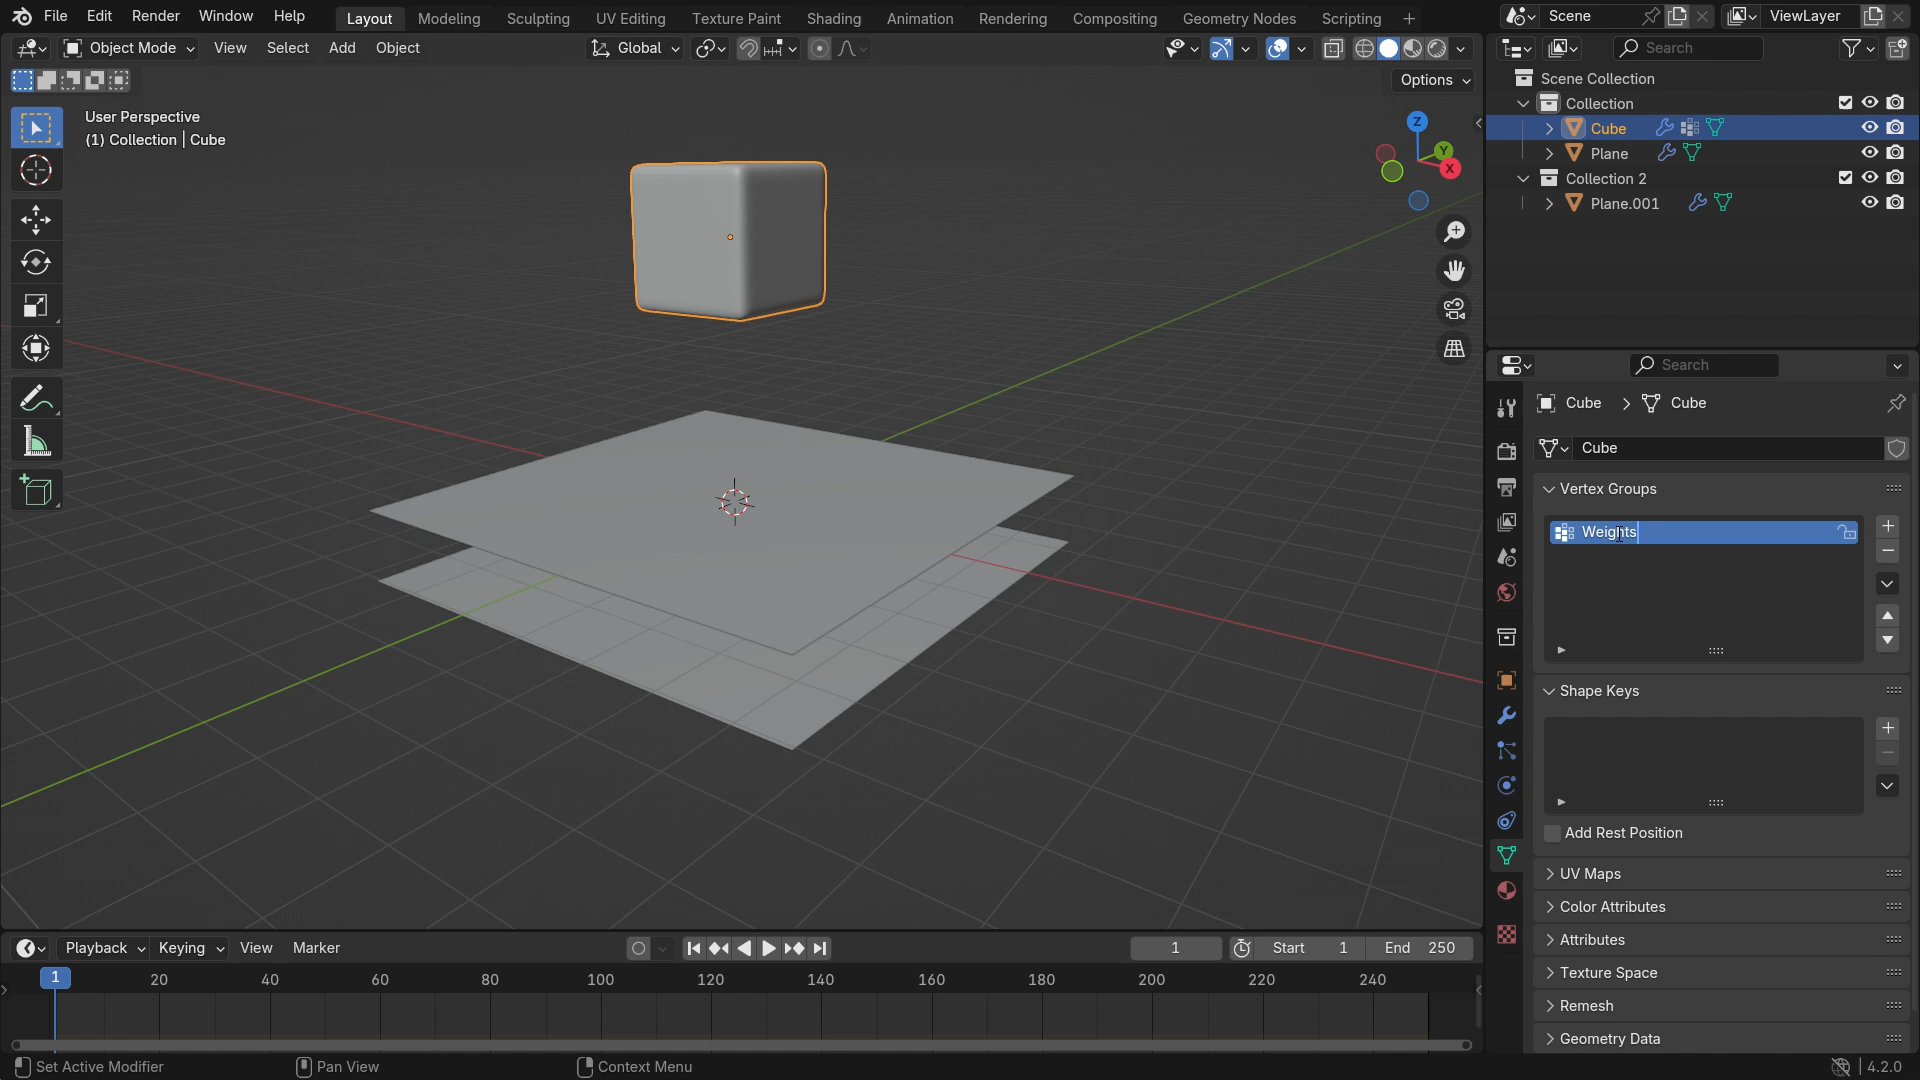 File Edit Render Window Help
Layout Modeling Sculpting UV Editing Texture Paint Shading Animation Rendering Compositing Geometry Nodes Scripting +
Scene ViewLayer
Object Mode View Select Add Object Global
Search
Options
User Perspective
(1) Collection | Cube
Z
Y
X
Scene Collection
Collection
Cube
Plane
Collection 2
Plane.001
Search
Cube > Cube
Cube
Vertex Groups
Weights
Shape Keys
Add Rest Position
UV Maps
Color Attributes
Attributes
Texture Space
Remesh
Geometry Data
Playback Keying View Marker
1 Start 1 End 250
1 20 40 60 80 100 120 140 160 180 200 220 240
Set Active Modifier Pan View Context Menu
4.2.0